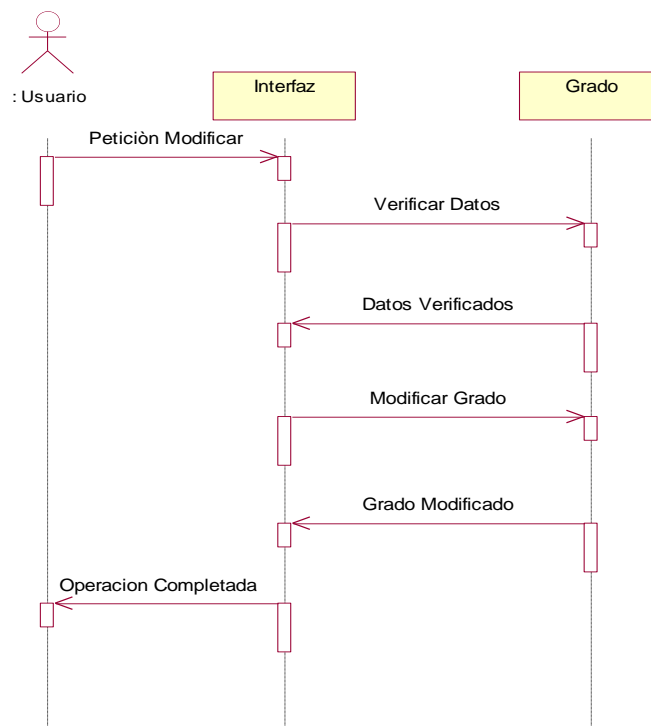 : Usuario
Interfaz
Grado
Peticiòn Modificar
Verificar Datos
Datos Verificados
Modificar Grado
Grado Modificado
Operacion Completada